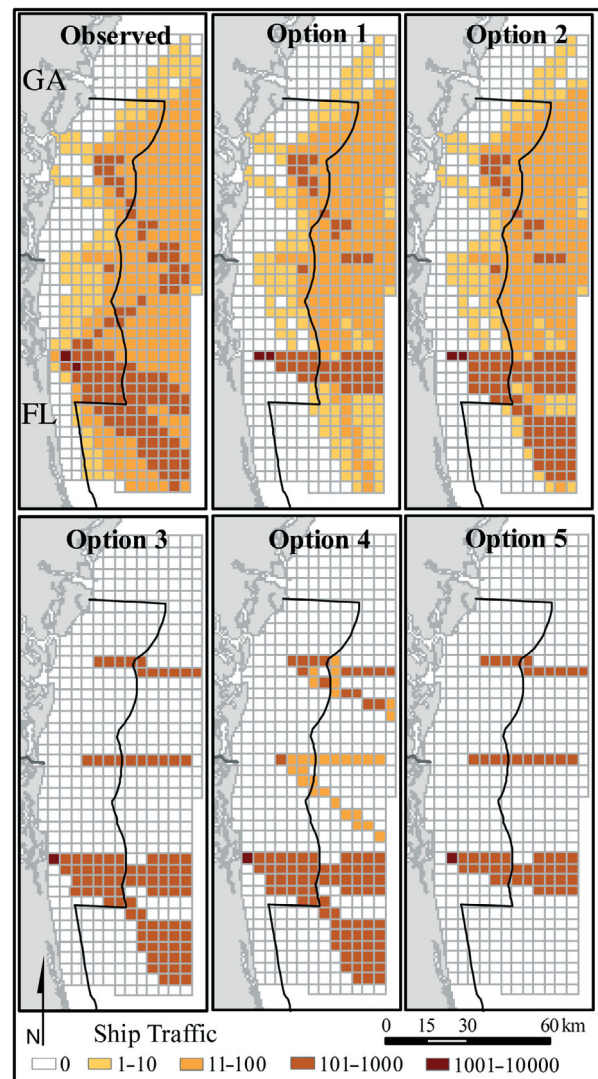 Observed
Option 1
Option 2
GA
FL
Option 3
Option 4
Option 5
N
Ship Traffic
0 15 30 60 km
0 1–10 11–100 101–1000 1001–10000